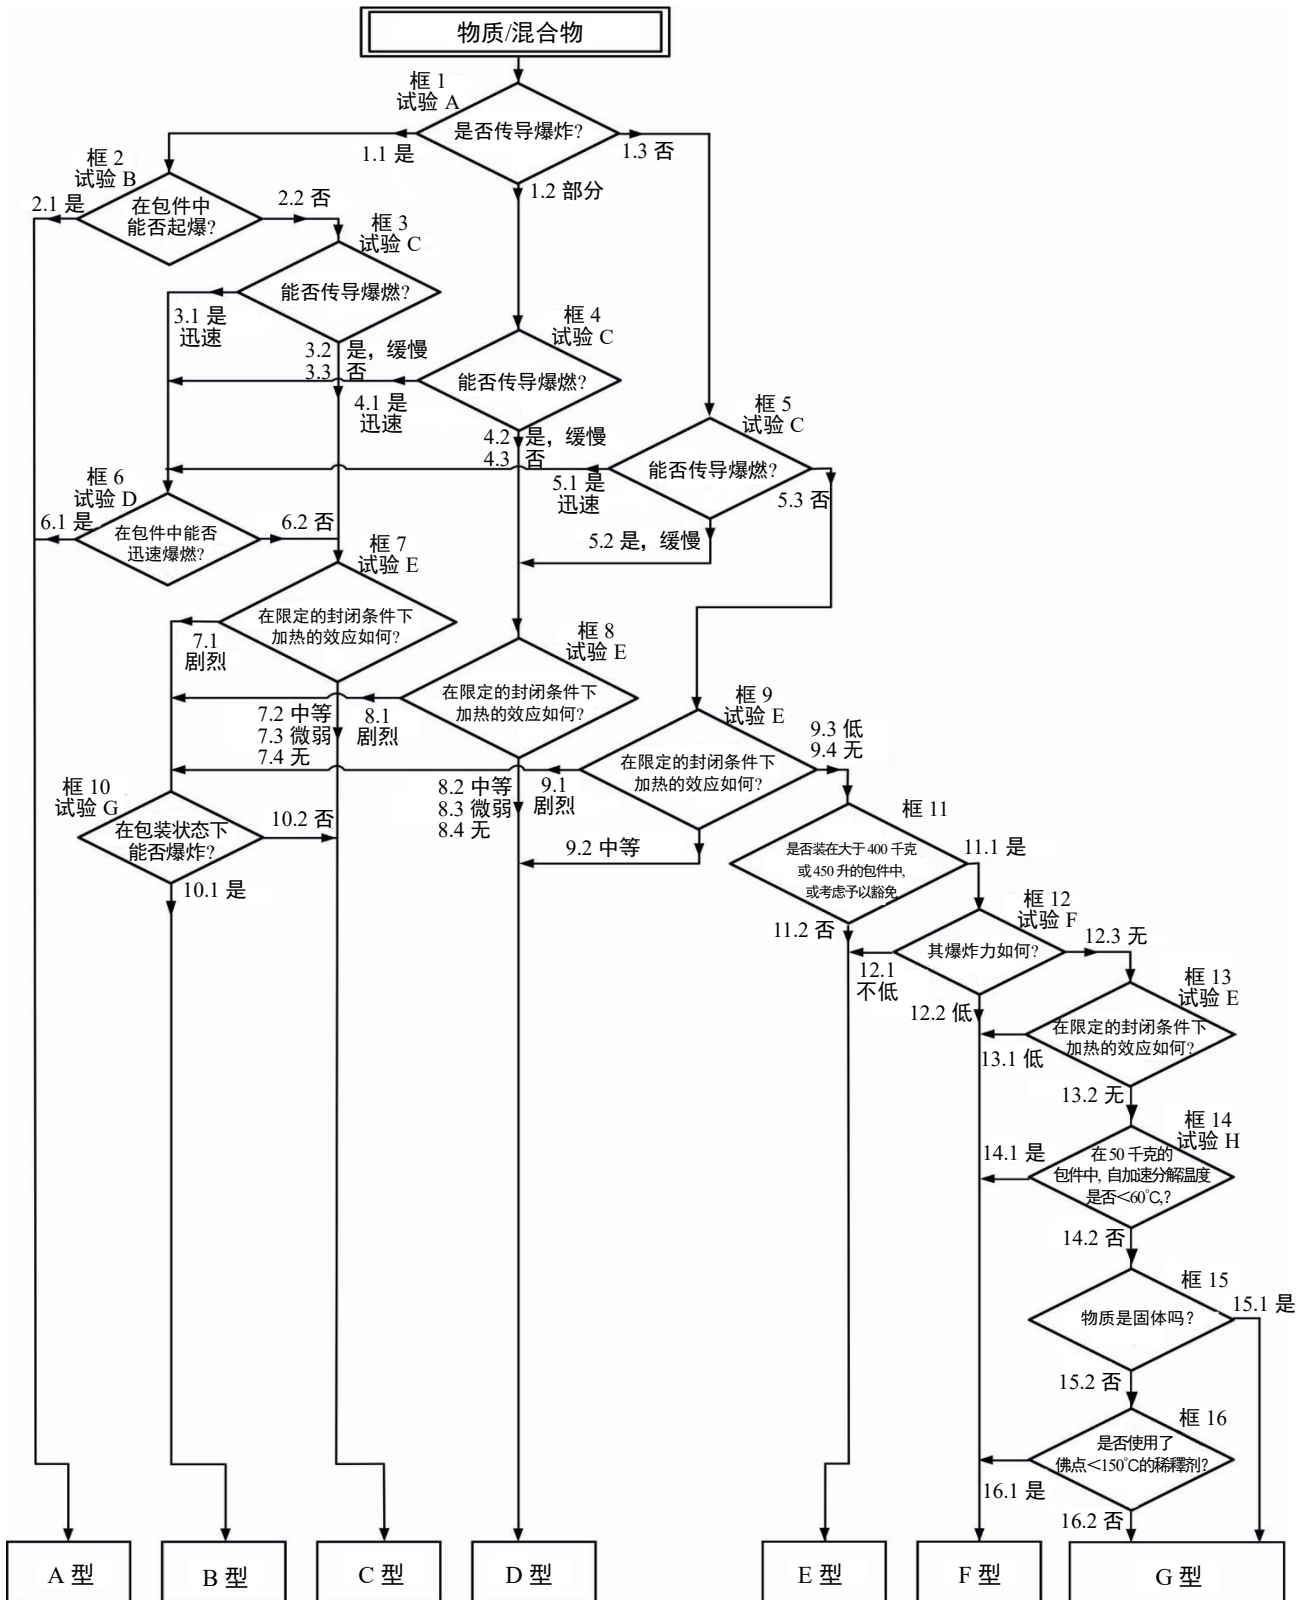 物质/混合物
框 1
试验 A
是否传导爆炸?
1.1 是
1.3 否
1.2 部分
框 2
试验 B
2.1 是
在包件中
能否起爆?
2.2 否
框 3
试验 C
能否传导爆燃?
3.1 是
迅速
3.2 是，缓慢
3.3 否
框 4
试验 C
能否传导爆燃?
4.1 是
迅速
4.2 是，缓慢
4.3 否
框 5
试验 C
能否传导爆燃?
5.1 是
迅速
5.3 否
5.2 是，缓慢
框 6
试验 D
6.1 是
在包件中能否
迅速爆燃?
6.2 否
框 7
试验 E
在限定的封闭条件下
加热的效应如何?
7.1
剧烈
7.2 中等
7.3 微弱
7.4 无
框 8
试验 E
在限定的封闭条件下
加热的效应如何?
8.1
剧烈
8.2 中等
8.3 微弱
8.4 无
框 9
试验 E
在限定的封闭条件下
加热的效应如何?
9.3 低
9.4 无
9.1
剧烈
9.2 中等
框 10
试验 G
在包装状态下
能否爆炸?
10.2 否
10.1 是
框 11
是否装在大于 400 千克
或 450 升的包件中,
或考虑予以豁免
11.1 是
11.2 否
框 12
试验 F
其爆炸力如何?
12.3 无
12.1
不低
12.2 低
框 13
试验 E
在限定的封闭条件下
加热的效应如何?
13.1 低
13.2 无
框 14
试验 H
14.1 是
在 50 千克的
包件中, 自加速分解温度
是否＜60℃,?
14.2 否
框 15
物质是固体吗?
15.1 是
15.2 否
框 16
是否使用了
佛点＜150℃的稀釋剂?
16.1 是
16.2 否
A 型
B 型
C 型
D 型
E 型
F 型
G 型